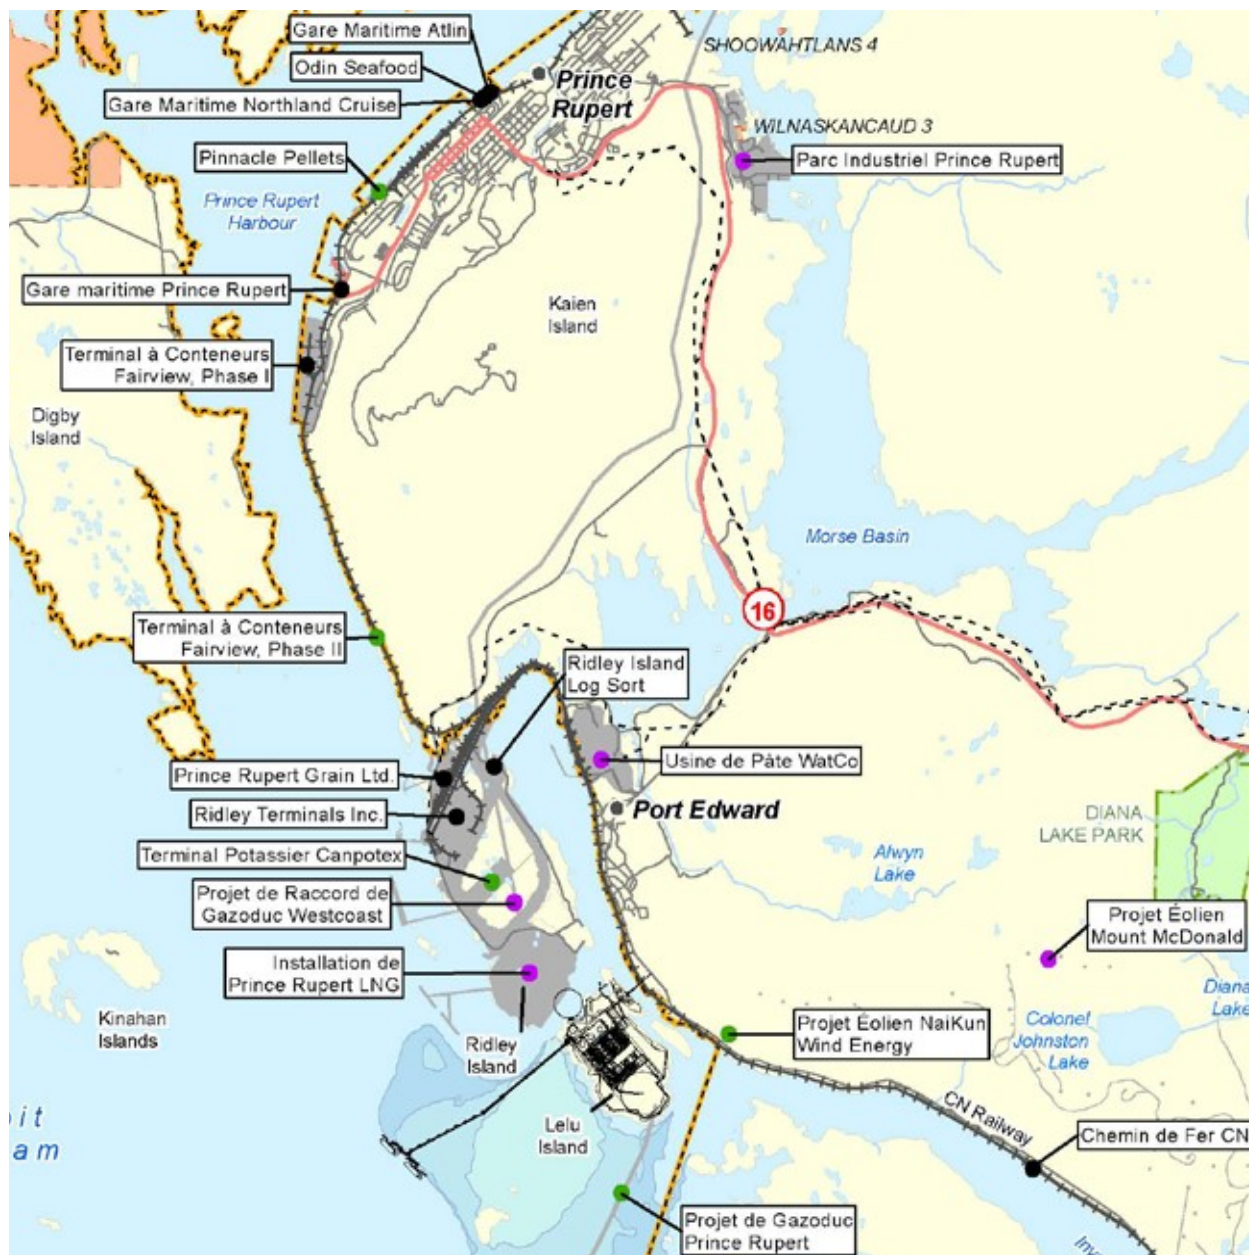 Gare Maritime Atlin
Odin Seafood
Gare Maritime Northland Cruise
SHOOWAHTLANS 4
Prince
Rupert
WILNASKANCAUD 3
Pinnacle Pellets
Parc Industriel Prince Rupert
Prince Rupert
Harbour
Gare maritime Prince Rupert
Kaien
Island
Terminal à Conteneurs
Fairview, Phase I
Digby
Island
Morse Basin
16
Terminal à Conteneurs
Fairview, Phase II
Ridley Island
Log Sort
Prince Rupert Grain Ltd.
Usine de Pâte WatCo
Ridley Terminals Inc.
Port Edward
DIANA
LAKE PARK
Terminal Potassier Canpotex
Alwyn
Lake
Projet de Raccord de
Gazoduc Westcoast
Projet Éolien
Mount McDonald
Installation de
Prince Rupert LNG
Diana
Lake
Kinahan
Islands
Ridley
Island
Projet Éolien NaiKun
Wind Energy
Colonel
Johnston
Lake
CN Railway
Lelu
Island
Chemin de Fer CN
Projet de Gazoduc
Prince Rupert